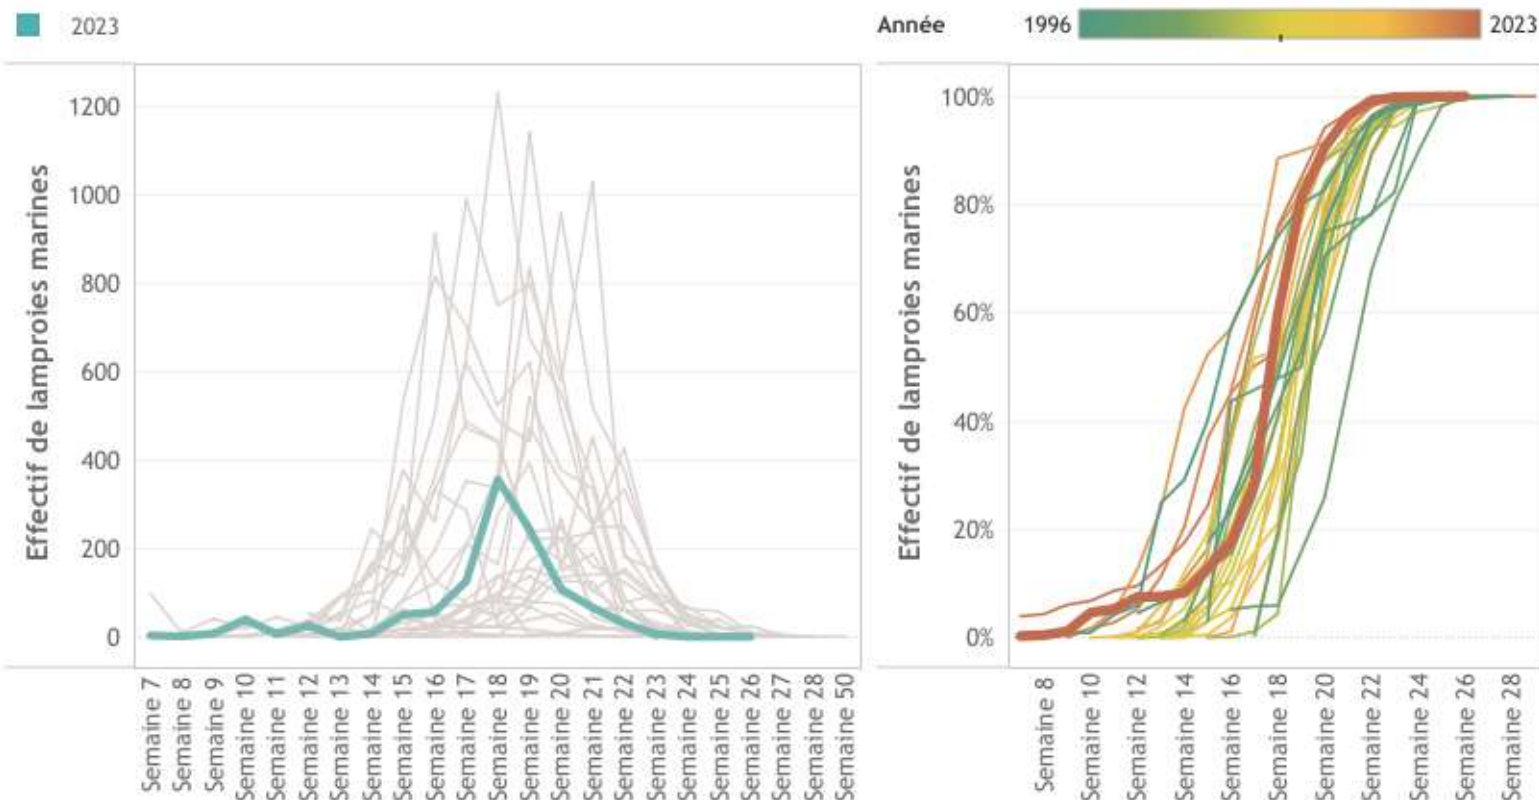 2023
Année 1996 2023
Effectif de lamproies marines
1200
1000
800
600
400
200
0
Semaine 7
Semaine 8
Semaine 9
Semaine 10
Semaine 11
Semaine 12
Semaine 13
Semaine 14
Semaine 15
Semaine 16
Semaine 17
Semaine 18
Semaine 19
Semaine 20
Semaine 21
Semaine 22
Semaine 23
Semaine 24
Semaine 25
Semaine 26
Semaine 27
Semaine 28
Semaine 50
Effectif de lamproies marines
100%
80%
60%
40%
20%
0%
Semaine 8
Semaine 10
Semaine 12
Semaine 14
Semaine 16
Semaine 18
Semaine 20
Semaine 22
Semaine 24
Semaine 26
Semaine 28